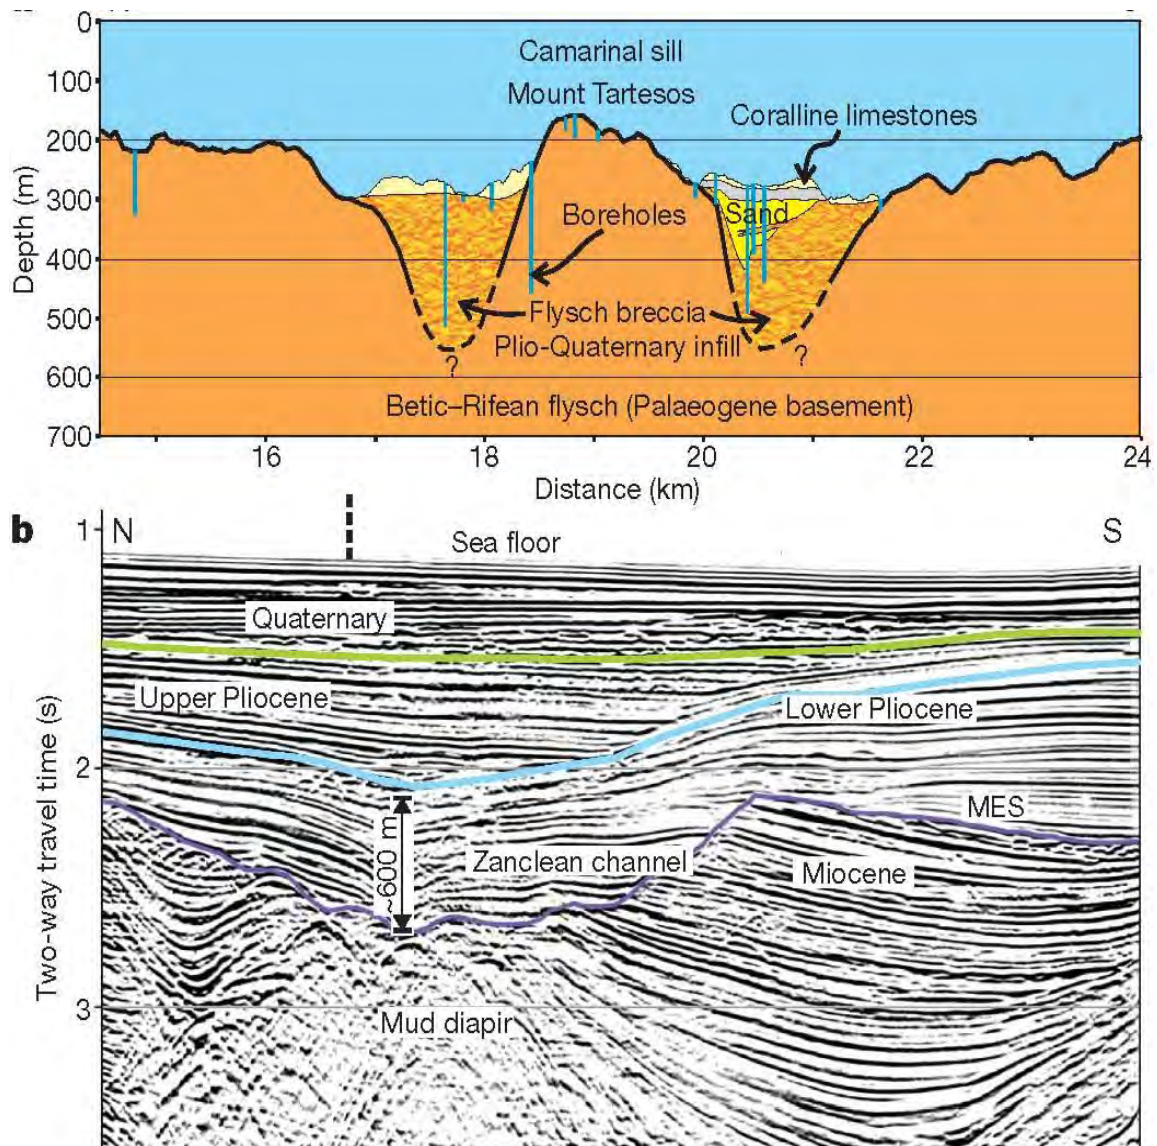 0
100
200
300
400
500
600
700
Depth (m)
Camarinal sill
Mount Tartesos
Coralline limestones
Boreholes
Sand
Flysch breccia
Plio-Quaternary infill
?
?
Betic–Rifean flysch (Palaeogene basement)
16
18
20
22
24
Distance (km)
b
1
N
S
Sea floor
Quaternary
Upper Pliocene
Lower Pliocene
2
Two-way travel time (s)
MES
~600 m
Zanclean channel
Miocene
3
Mud diapir